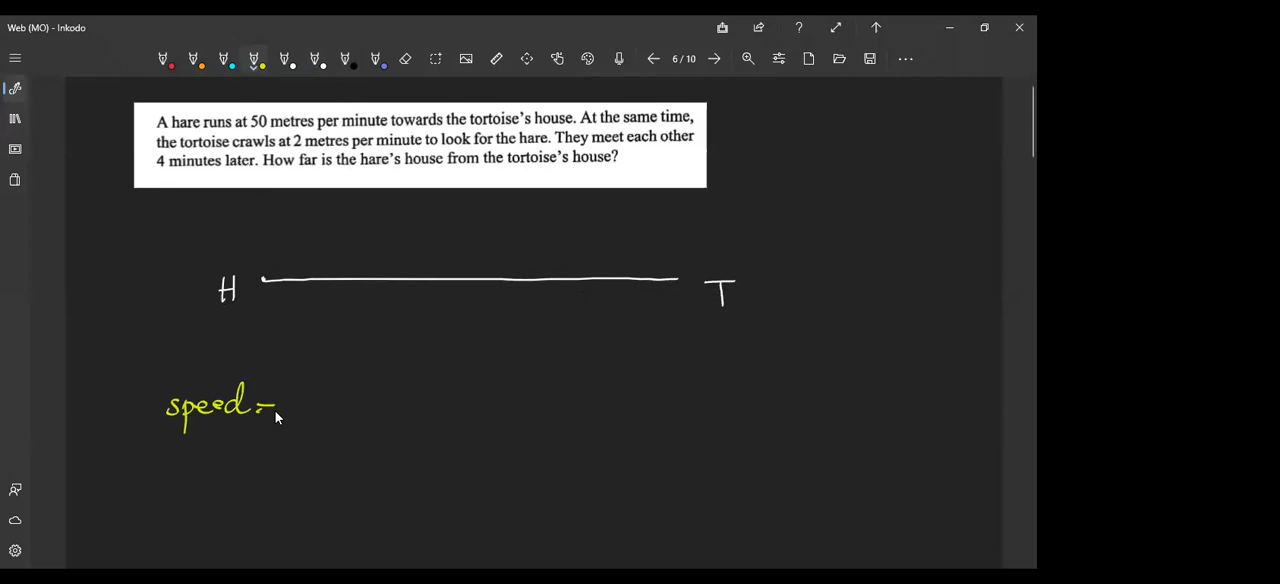 Web (MO) - Inkodo
6 / 10
A hare runs at 50 metres per minute towards the tortoise's house. At the same time,
the tortoise crawls at 2 metres per minute to look for the hare. They meet each other
4 minutes later. How far is the hare's house from the tortoise's house?
H T
speed =